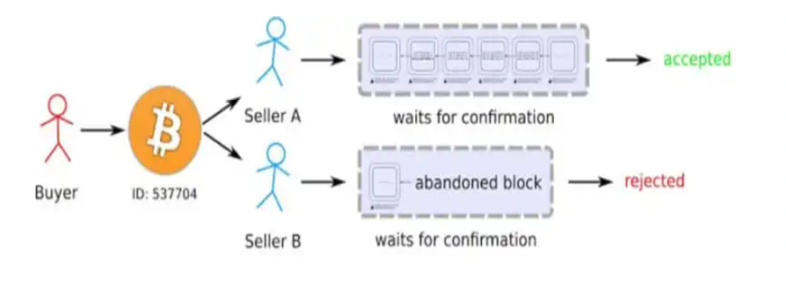 Seller A
waits for confirmation
accepted
Buyer
ID: 537704
Seller B
abandoned block
waits for confirmation
rejected